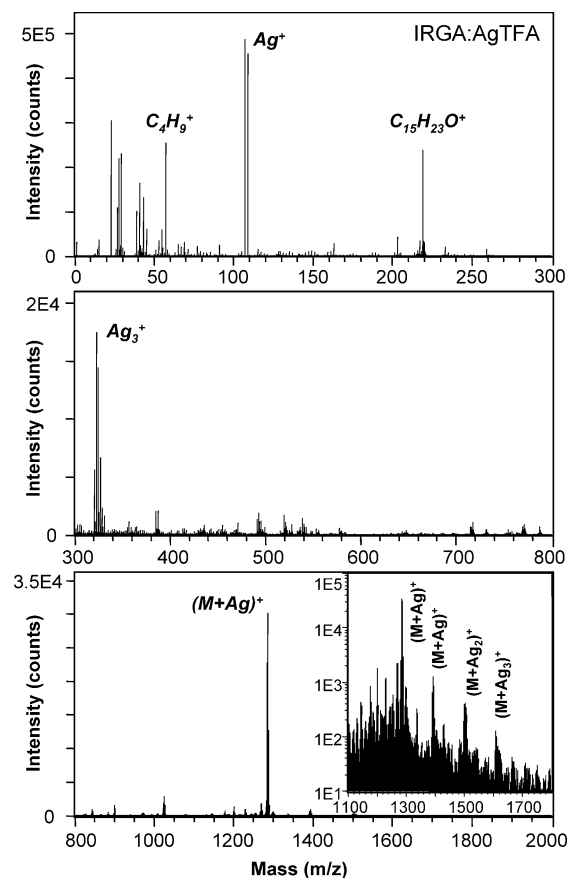 5E5
IRGA:AgTFA
Ag+
C4H9+
C15H23O+
Intensity (counts)
0
0 50 100 150 200 250 300
2E4
Ag3+
Intensity (counts)
0
300 400 500 600 700 800
3.5E4
(M+Ag)+
Intensity (counts)
0
1E5
1E4
1E3
1E2
1E1
(M+Ag)+
(M+Ag)+
(M+Ag2)+
(M+Ag3)+
1100 1300 1500 1700
800 1000 1200 1400 1600 1800 2000
Mass (m/z)